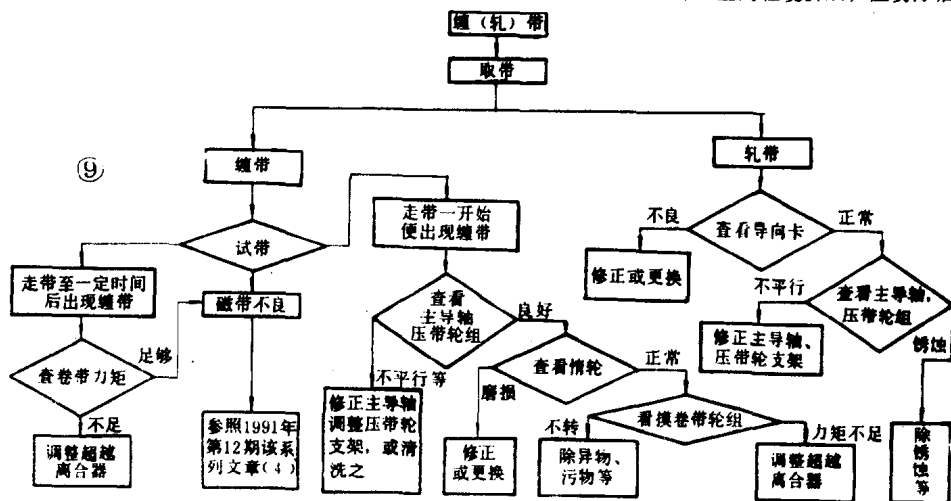 缠（轧）带
取带
⑨
缠带
轧带
试带
走带一开始
便出现缠带
不良
查看导向卡
正常
走带至一定时间
后出现缠带
磁带不良
修正或更换
不平行
查看主导轴，
压带轮组
查看
主导轴
压带轮组
良好
修正主导轴、
压带轮支架
锈蚀
查卷带力矩
足够
不足
调整超越
离合器
参照1991年
第12期该系
列文章（4）
不平行等
修正主导轴
调整压带轮
支架，或清
洗之
查看惰轮
磨损
正常
修正
或更换
看摸卷带轮组
不转
除异物、
污物等
力矩不足
调整超越
离合器
除
锈
蚀
等